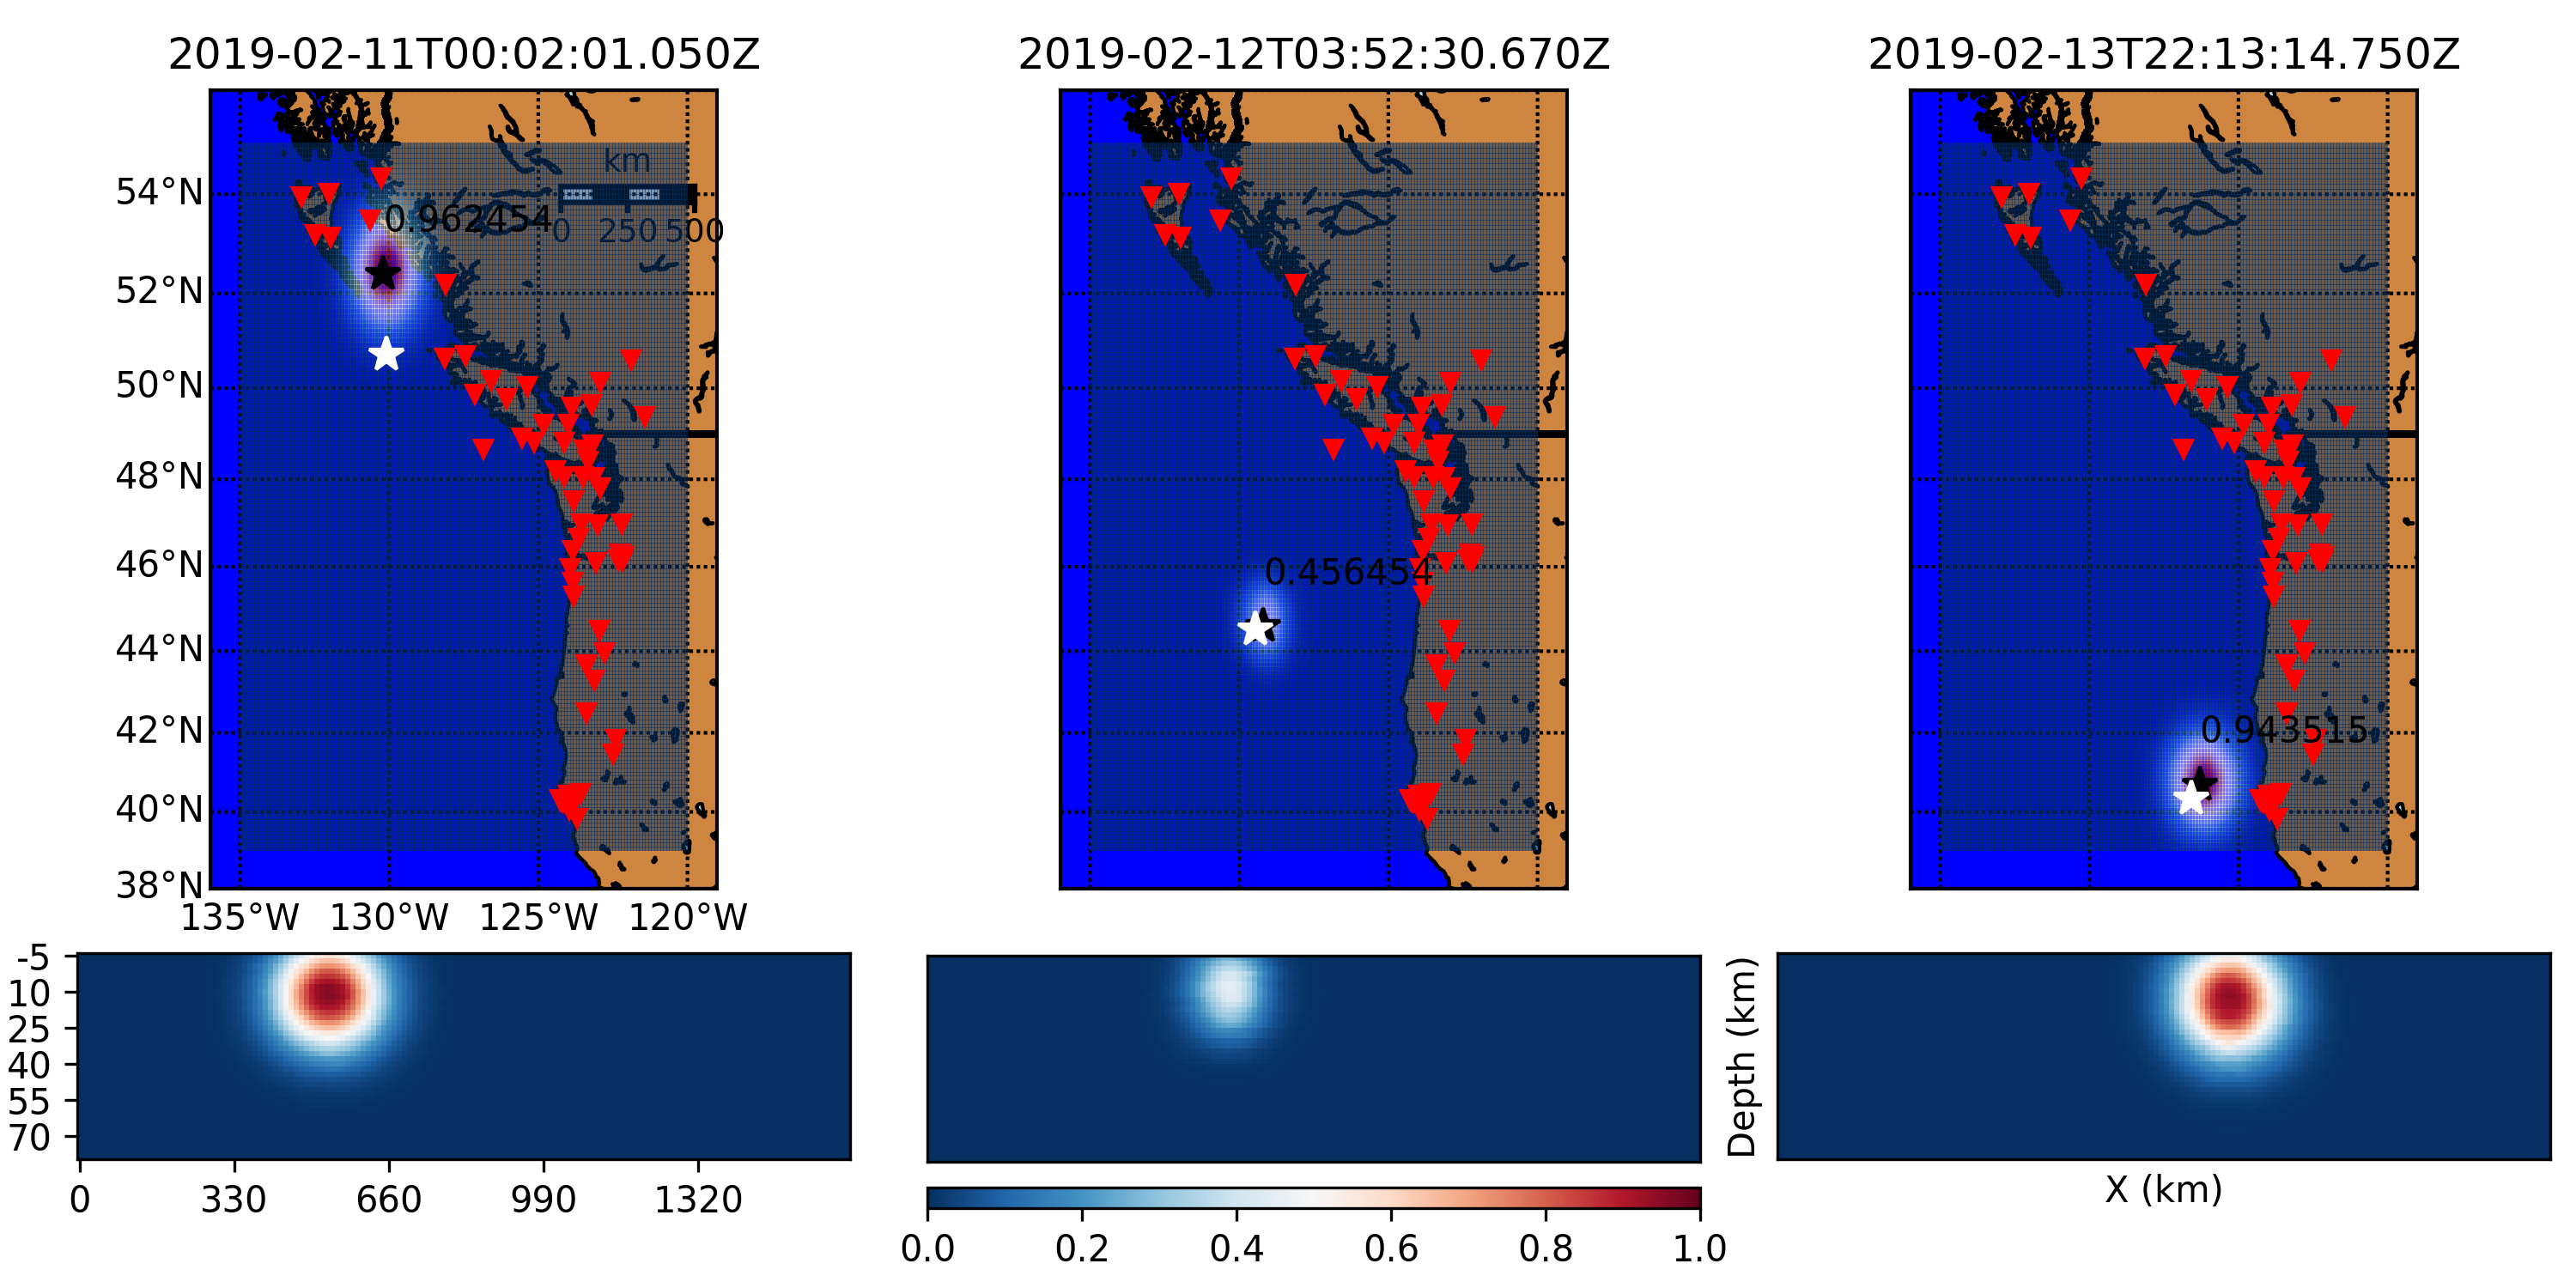 2019-02-11T00:02:01.050Z
2019-02-12T03:52:30.670Z
2019-02-13T22:13:14.750Z
km
0 250 500
0.962454
54°N
52°N
50°N
48°N
46°N
44°N
42°N
40°N
38°N
135°W 130°W 125°W 120°W
0.456454
0.943515
-5
10
25
40
55
70
0 330 660 990 1320
0.0 0.2 0.4 0.6 0.8 1.0
Depth (km)
X (km)